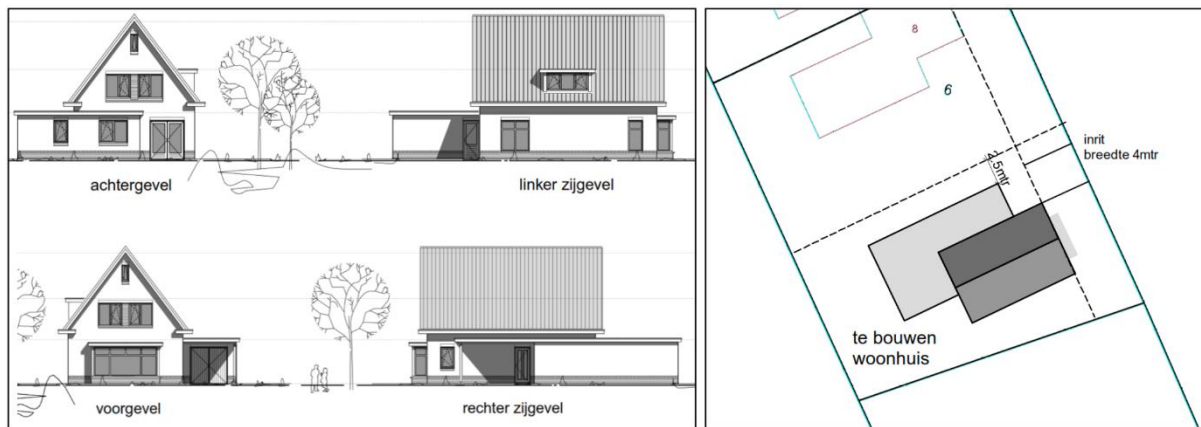 achtergevel
linker zijgevel
voorgevel
rechter zijgevel
8
6
inrit
breedte 4mtr
2.5mtr
te bouwen
woonhuis